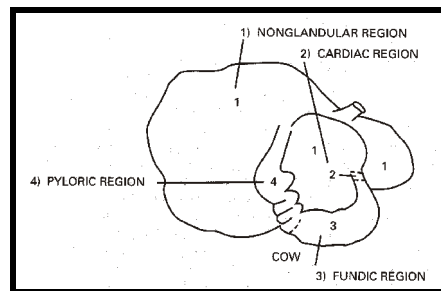 1) NONGLANDULAR REGION
2) CARDIAC REGION
1
1
1
2
4) PYLORIC REGION
4
3
COW
3) FUNDIC REGION